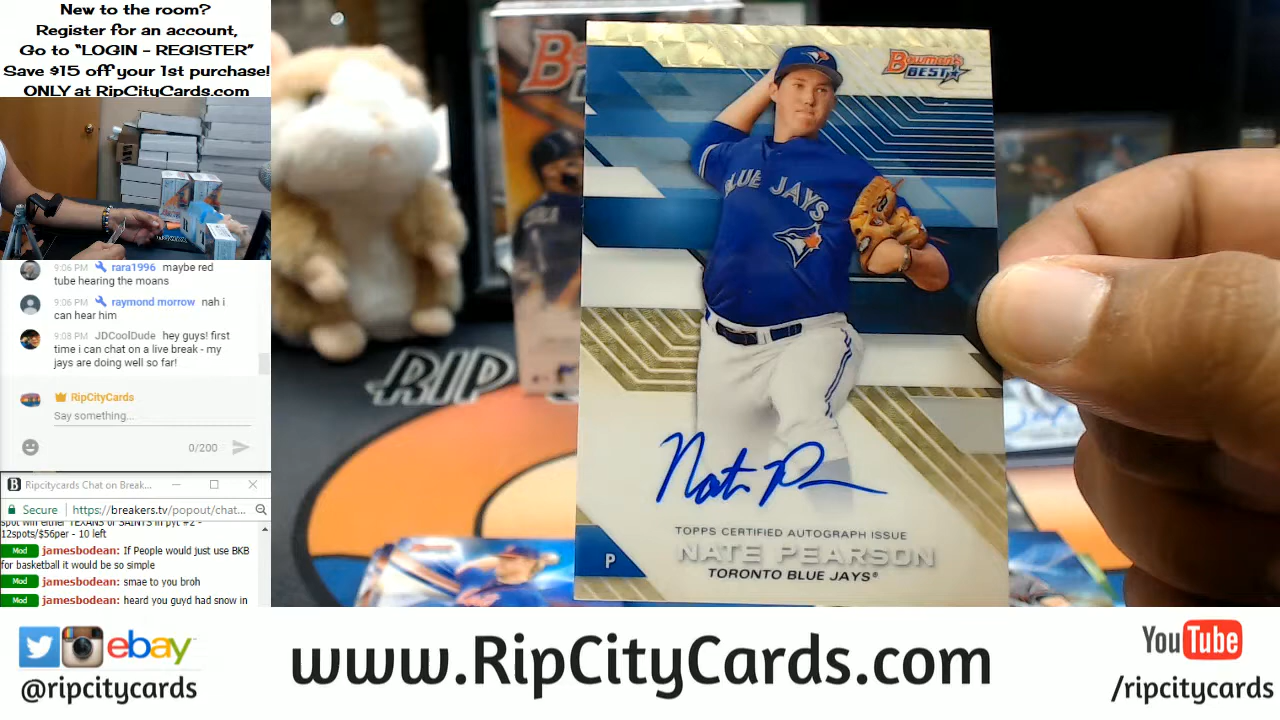 New to the room?
Register for an account,
Go to "LOGIN - REGISTER"
Save $15 off your 1st purchase!
ONLY at RipCityCards.com
9:06 PM rara1996 maybe red
tube hearing the moans
9:06 PM raymond morrow nah i
can hear him
9:08 PM JDCoolDude hey guys! first
time i can chat on a live break - my
jays are doing well so far!
RipCityCards
Say something...
0/200
Ripcitycards Chat on Break...
Secure https://breakers.tv/popout/chat...
spot will either TEXANS or SAINTS in pyt #2 -
12spots/$56per - 10 left
Mod jamesbodean: If People would just use BKB
for basketball it would be so simple
Mod jamesbodean: smae to you broh
Mod jamesbodean: heard you guyd had snow in
Bowman's
BEST
BLUE JAYS
RIP
Nate P
TOPPS CERTIFIED AUTOGRAPH ISSUE
NATE PEARSON
P
TORONTO BLUE JAYS®
ebay
@ripcitycards
www.RipCityCards.com
YouTube
/ripcitycards